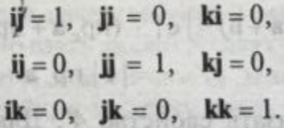 ij = 1, ji = 0, ki = 0,
ij = 0, jj = 1, kj = 0,
ik = 0, jk = 0, kk = 1.